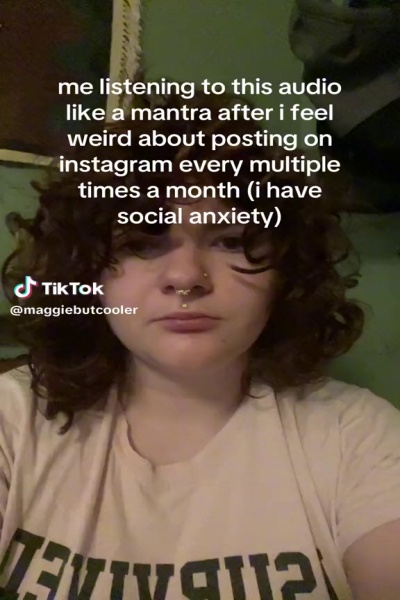 me listening to this audio
like a mantra after i feel
weird about posting on
instagram every multiple
times a month (i have
social anxiety)
TikTok
@maggiebutcooler
SURVIVED